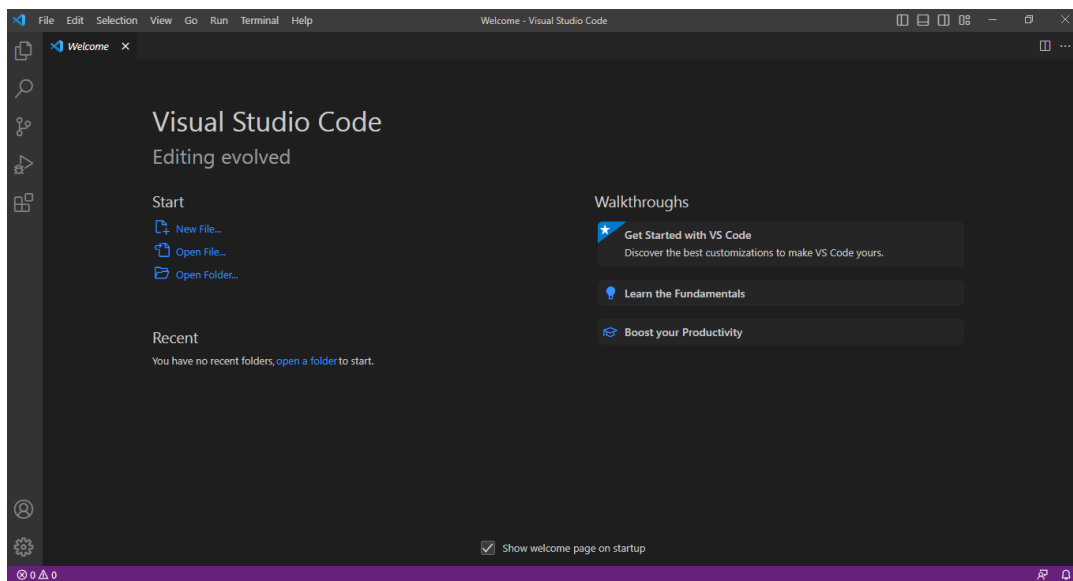 File Edit Selection View Go Run Terminal Help
Welcome - Visual Studio Code
Welcome
Visual Studio Code
Editing evolved
Start
New File...
Open File...
Open Folder...
Recent
You have no recent folders, open a folder to start.
Walkthroughs
Get Started with VS Code
Discover the best customizations to make VS Code yours.
Learn the Fundamentals
Boost your Productivity
Show welcome page on startup
0 0